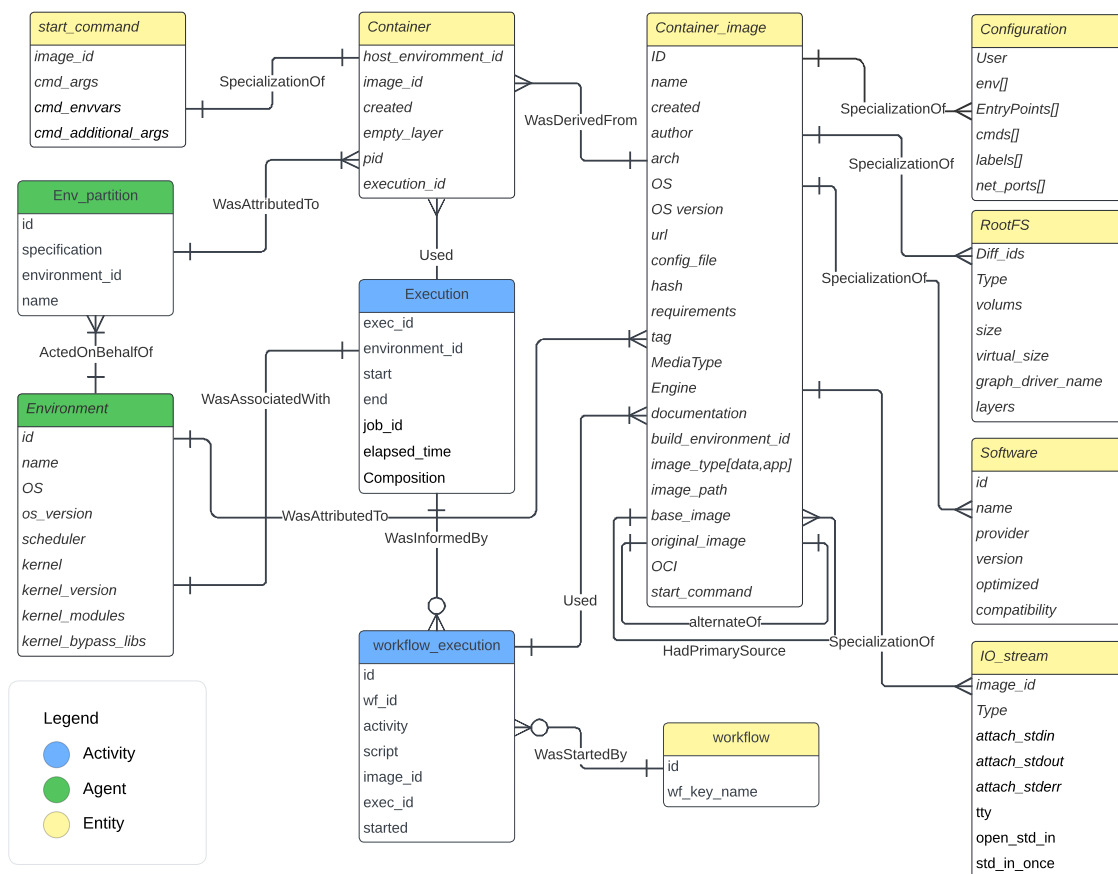 start_command
image_id
cmd_args
cmd_envvars
cmd_additional_args
SpecializationOf
Container
host_enviromment_id
image_id
created
empty_layer
pid
execution_id
WasDerivedFrom
Container_image
ID
name
created
author
arch
OS
OS version
url
config_file
hash
requirements
tag
MediaType
Engine
documentation
build_environment_id
image_type[data,app]
image_path
base_image
original_image
OCI
start_command
SpecializationOf
SpecializationOf
SpecializationOf
SpecializationOf
Configuration
User
env[]
EntryPoints[]
cmds[]
labels[]
net_ports[]
RootFS
Diff_ids
Type
volums
size
virtual_size
graph_driver_name
layers
Software
id
name
provider
version
optimized
compatibility
IO_stream
image_id
Type
attach_stdin
attach_stdout
attach_stderr
tty
open_std_in
std_in_once
Env_partition
id
specification
environment_id
name
WasAttributedTo
ActedOnBehalfOf
Used
Execution
exec_id
environment_id
start
end
job_id
elapsed_time
Composition
WasAssociatedWith
Environment
id
name
OS
os_version
scheduler
kernel
kernel_version
kernel_modules
kernel_bypass_libs
WasAttributedTo
WasInformedBy
Used
alternateOf
HadPrimarySource
workflow_execution
id
wf_id
activity
script
image_id
exec_id
started
WasStartedBy
workflow
id
wf_key_name
Legend
Activity
Agent
Entity